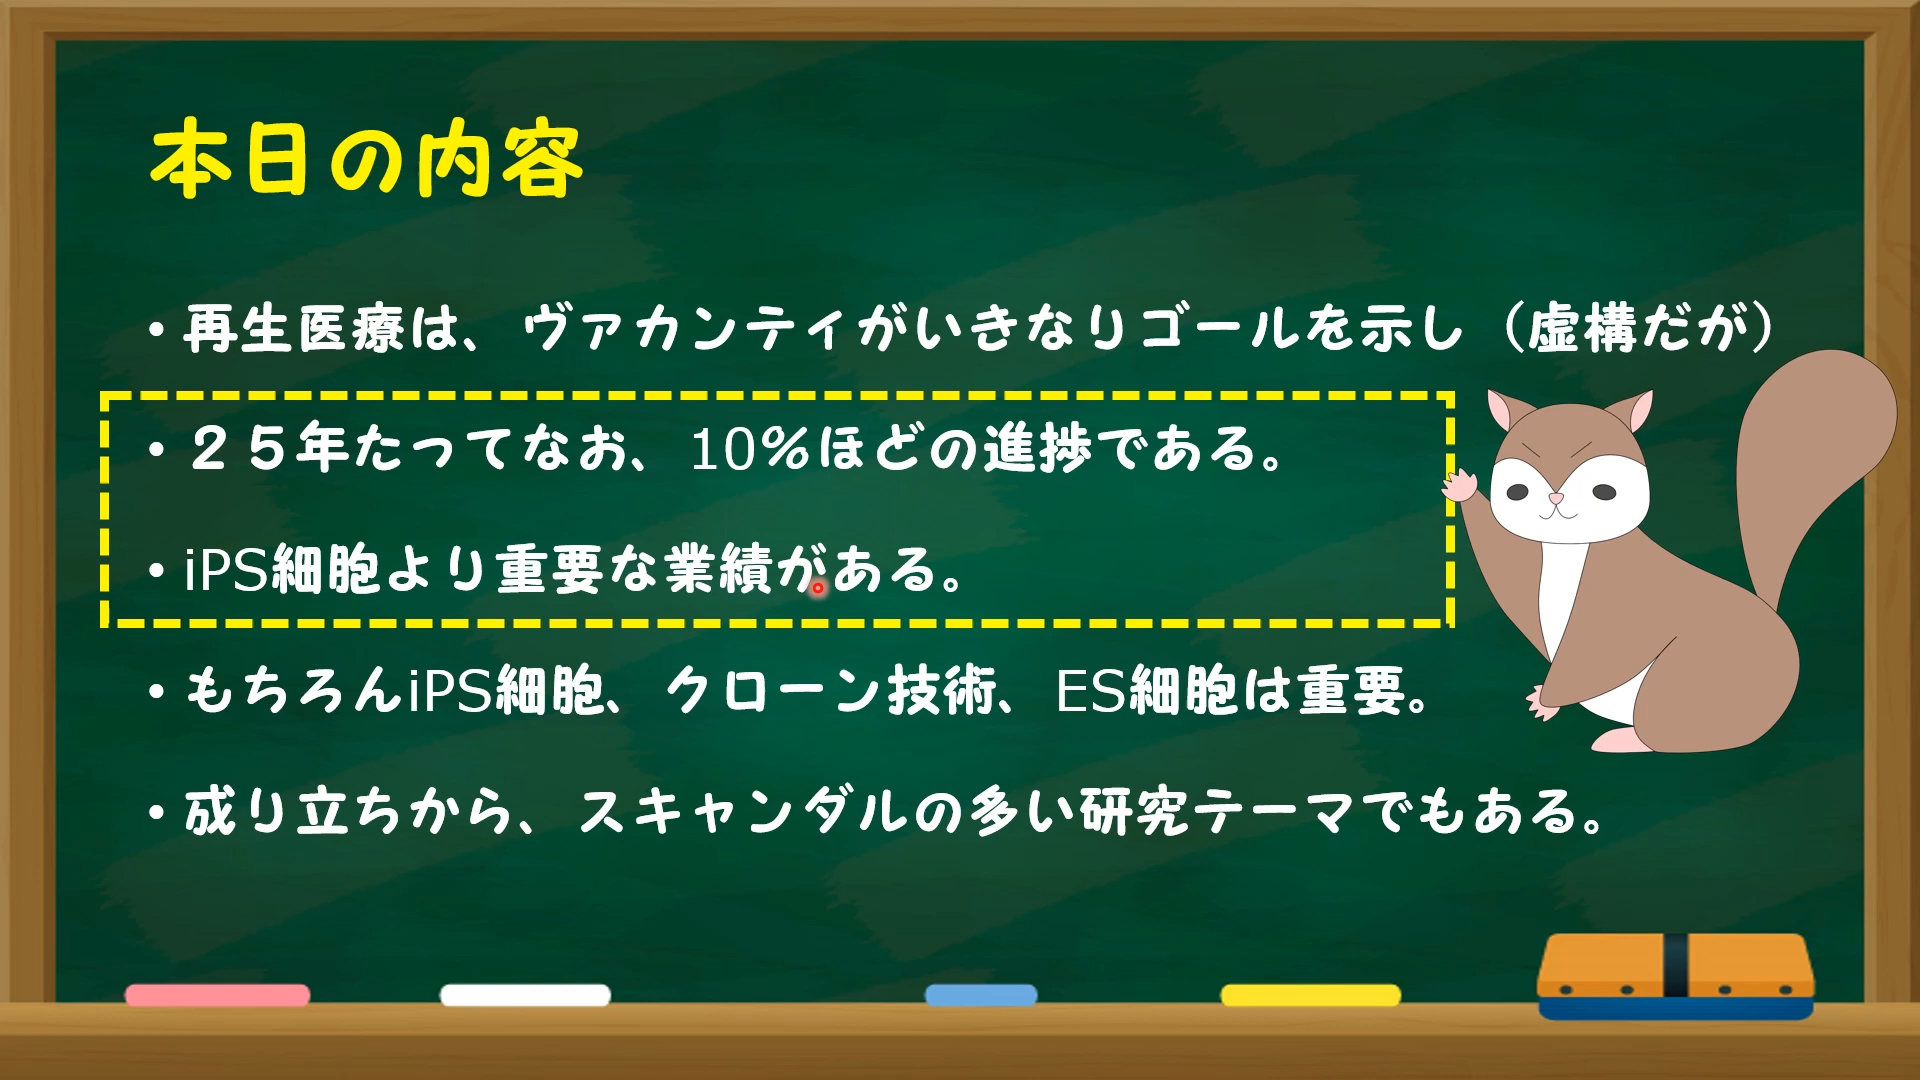 本日の内容
・再生医療は、ヴァカンティがいきなりゴールを示し（虚構だが）
・２５年たってなお、10％ほどの進捗である。
・iPS細胞より重要な業績がある。
・もちろんiPS細胞、クローン技術、ES細胞は重要。
・成り立ちから、スキャンダルの多い研究テーマでもある。